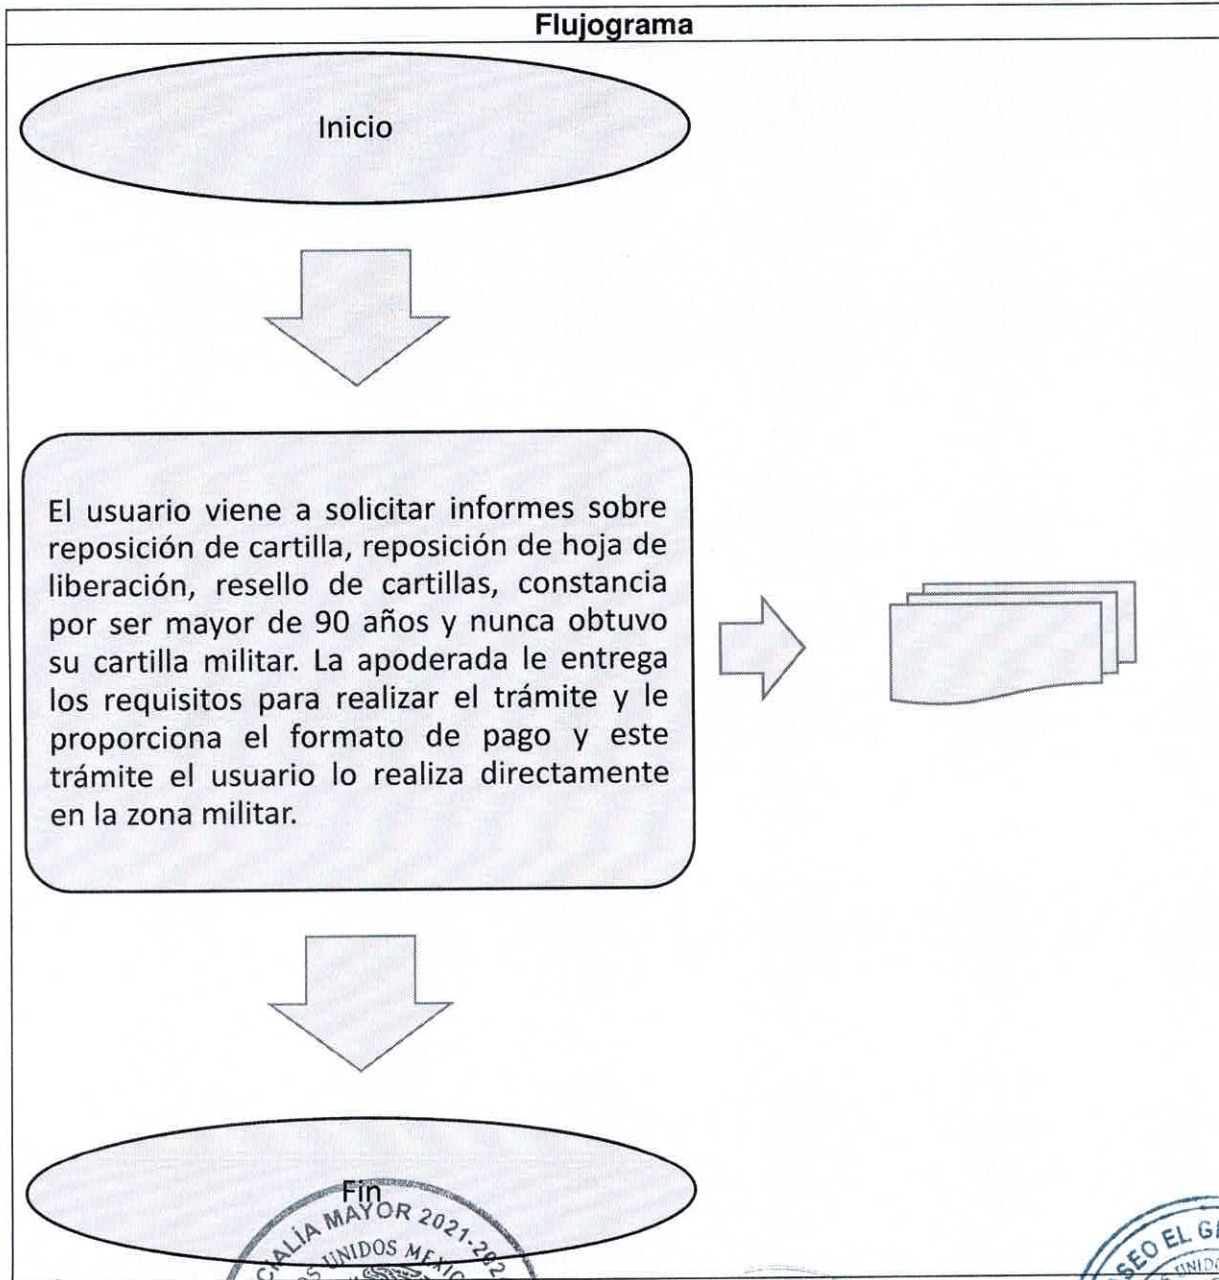 Flujograma
Inicio
El usuario viene a solicitar informes sobre
reposición de cartilla, reposición de hoja de
liberación, resello de cartillas, constancia
por ser mayor de 90 años y nunca obtuvo
su cartilla militar. La apoderada le entrega
los requisitos para realizar el trámite y le
proporciona el formato de pago y este
trámite el usuario lo realiza directamente
en la zona militar.
Fin
MAYOR 2021-202
UNIDOS
EL